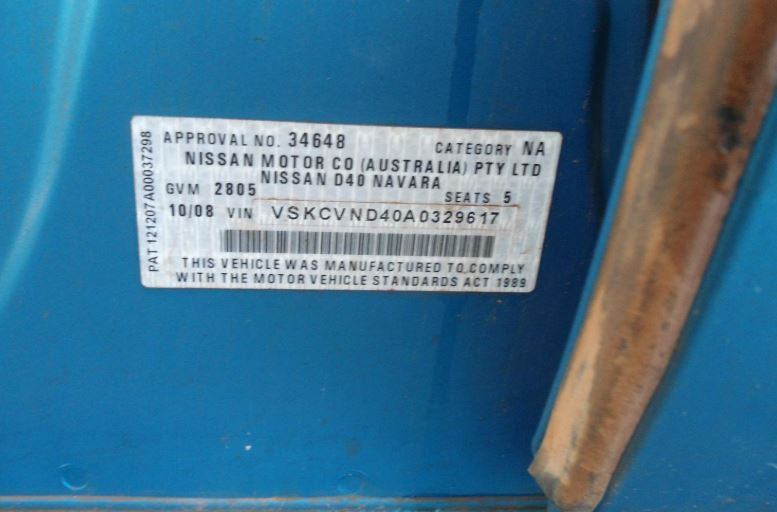 APPROVAL NO. 34648 CATEGORY NA
NISSAN MOTOR CO (AUSTRALIA) PTY LTD
NISSAN D40 NAVARA
GVM 2805 SEATS 5
10/08 VIN VSKCVND40A0329617
THIS VEHICLE WAS MANUFACTURED TO COMPLY
WITH THE MOTOR VEHICLE STANDARDS ACT 1989
PAT 121207A00037298